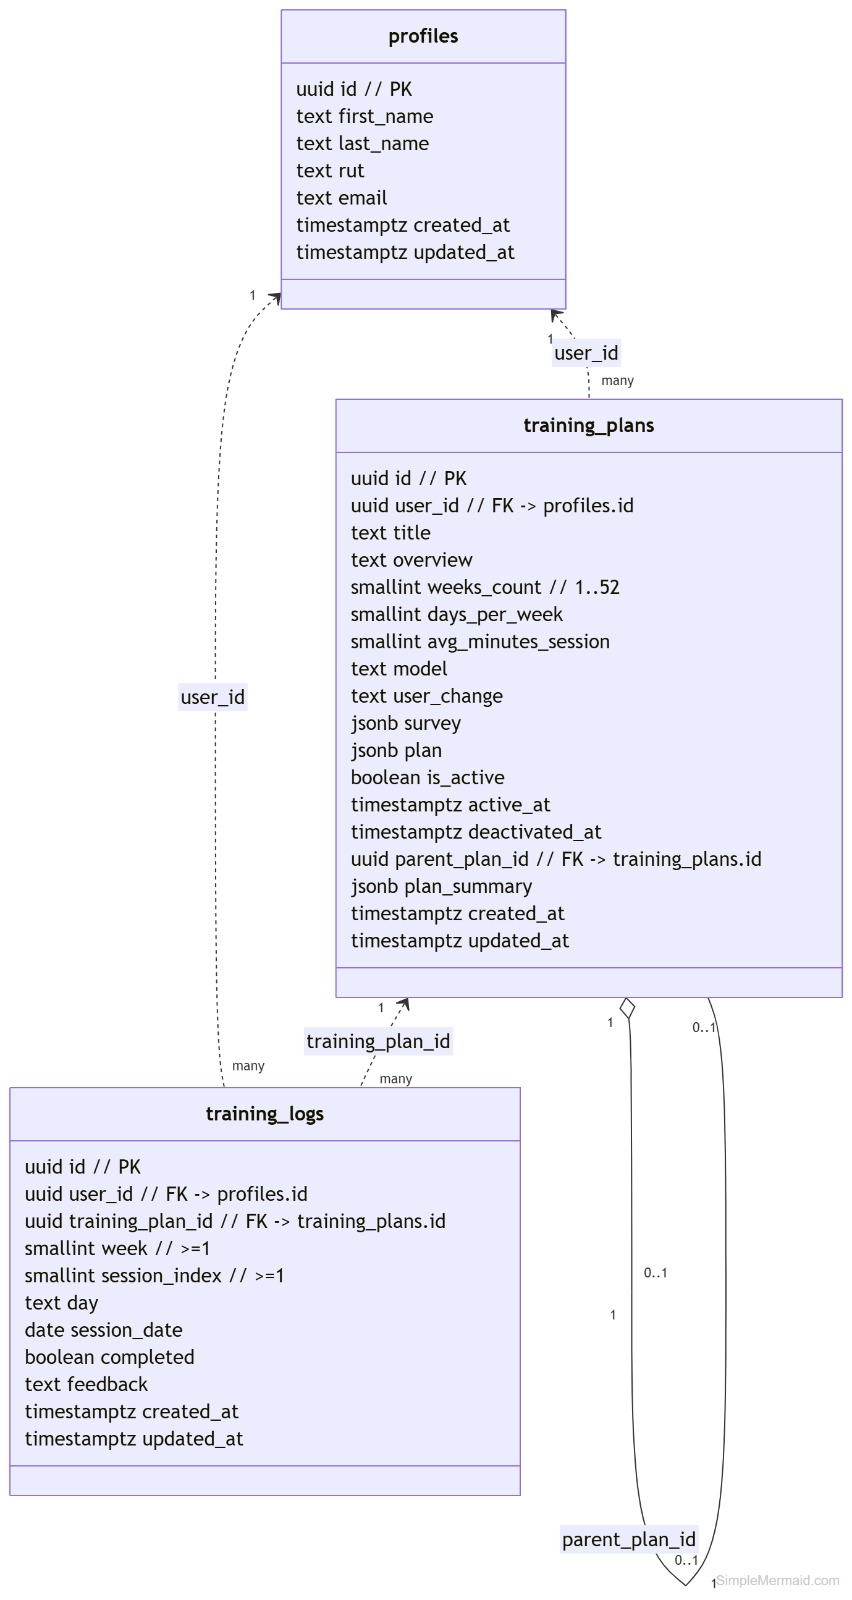 profiles
uuid id // PK
text first_name
text last_name
text rut
text email
timestamptz created_at
timestamptz updated_at
1
1
user_id
many
training_plans
uuid id // PK
uuid user_id // FK -> profiles.id
text title
text overview
smallint weeks_count // 1..52
smallint days_per_week
smallint avg_minutes_session
text model
text user_change
jsonb survey
jsonb plan
boolean is_active
timestamptz active_at
timestamptz deactivated_at
uuid parent_plan_id // FK -> training_plans.id
jsonb plan_summary
timestamptz created_at
timestamptz updated_at
user_id
1
training_plan_id
many
many
1
0..1
training_logs
uuid id // PK
uuid user_id // FK -> profiles.id
uuid training_plan_id // FK -> training_plans.id
smallint week // >=1
smallint session_index // >=1
text day
date session_date
boolean completed
text feedback
timestamptz created_at
timestamptz updated_at
0..1
1
parent_plan_id
0..1
1
SimpleMermaid.com